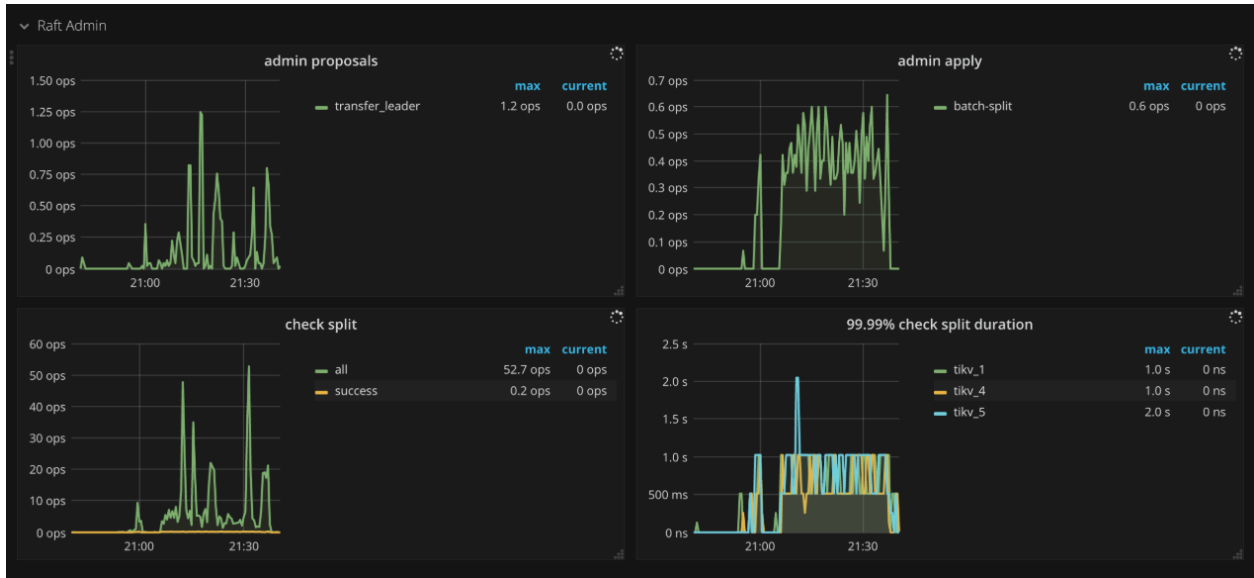 Raft Admin
admin proposals
max current
1.50 ops
1.25 ops
1.00 ops
0.75 ops
0.50 ops
0.25 ops
0 ops
21:00 21:30
transfer_leader 1.2 ops 0.0 ops
admin apply
max current
0.7 ops
0.6 ops
0.5 ops
0.4 ops
0.3 ops
0.2 ops
0.1 ops
0 ops
21:00 21:30
batch-split 0.6 ops 0 ops
check split
max current
60 ops
50 ops
40 ops
30 ops
20 ops
10 ops
0 ops
21:00 21:30
all 52.7 ops 0 ops
success 0.2 ops 0 ops
99.99% check split duration
max current
2.5 s
2.0 s
1.5 s
1.0 s
500 ms
0 ns
21:00 21:30
tikv_1 1.0 s 0 ns
tikv_4 1.0 s 0 ns
tikv_5 2.0 s 0 ns